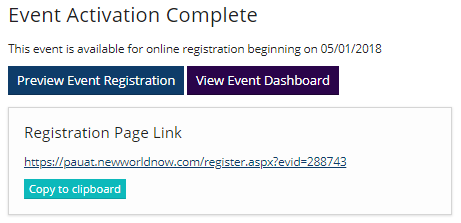 Event Activation Complete
This event is available for online registration beginning on 05/01/2018
Preview Event Registration View Event Dashboard
Registration Page Link
https://pauat.newworldnow.com/register.aspx?evid=288743
Copy to clipboard